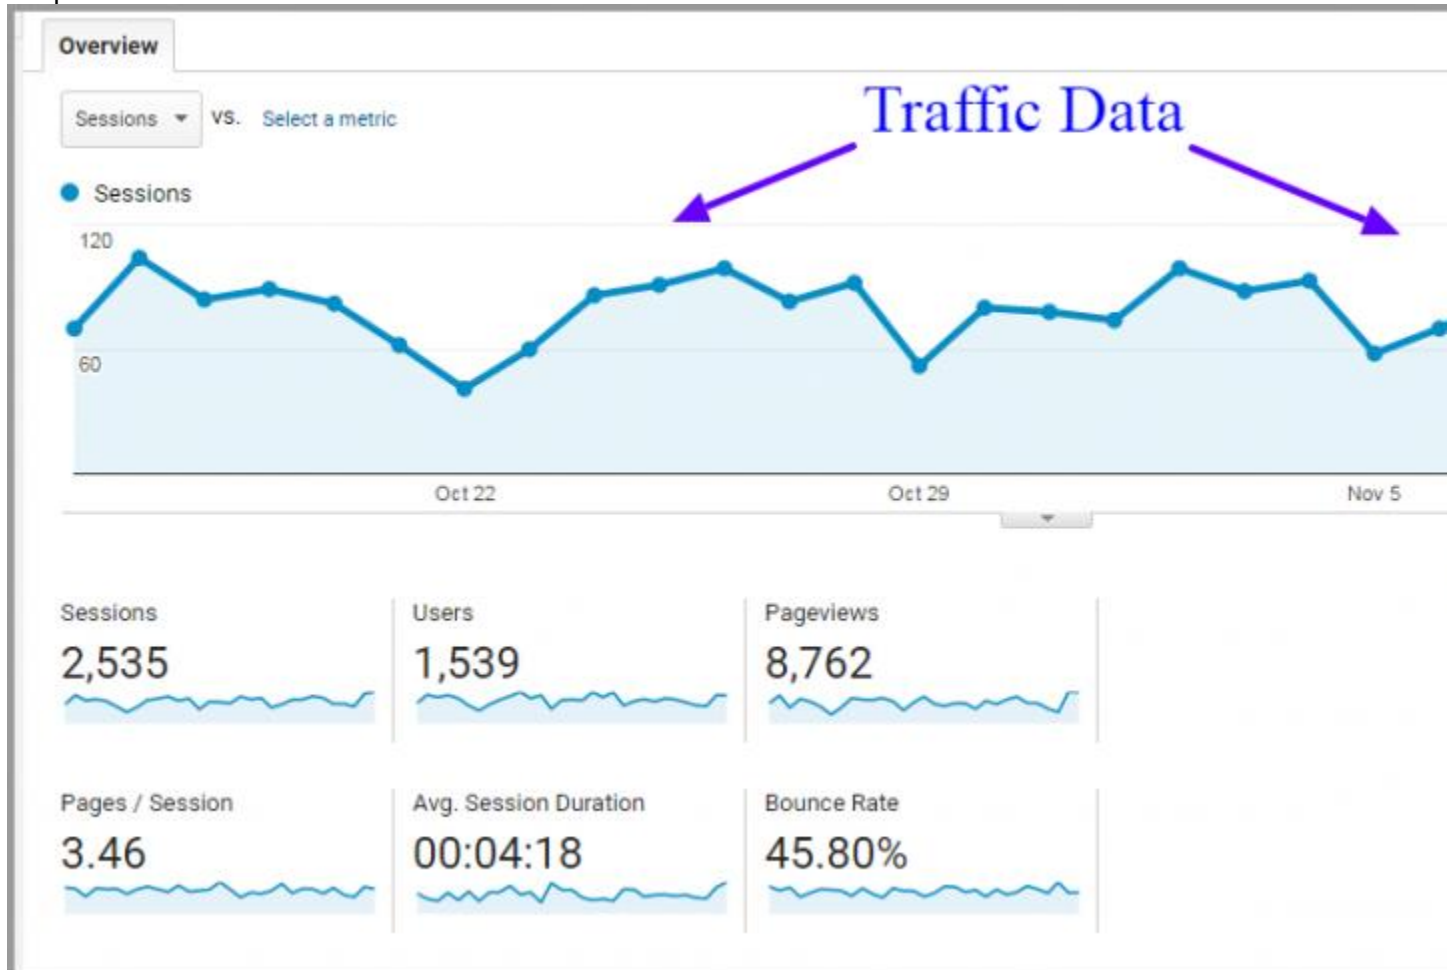 Overview
Traffic Data
Sessions vs. Select a metric
Sessions
120
60
Oct 22 Oct 29 Nov 5
Sessions Users Pageviews
2,535 1,539 8,762
Pages / Session Avg. Session Duration Bounce Rate
3.46 00:04:18 45.80%